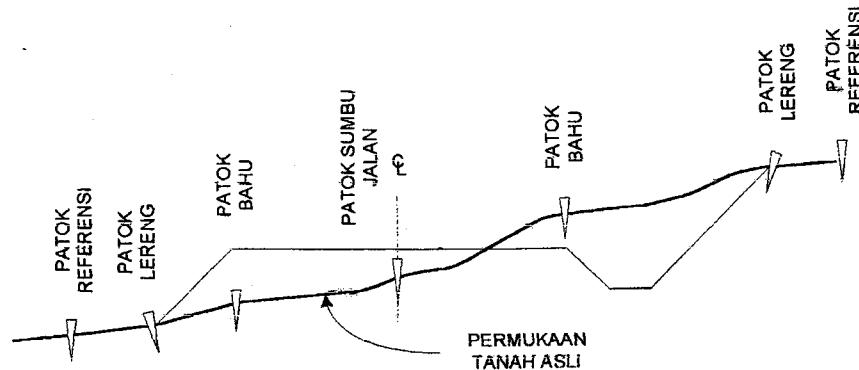 PATOK
REFERENSI
PATOK
LERENG
PATOK
BAHU
PATOK SUMBU
JALAN
PATOK
BAHU
PATOK
LERENG
PATOK
REFERENSI
PERMUKAAN
TANAH ASLI